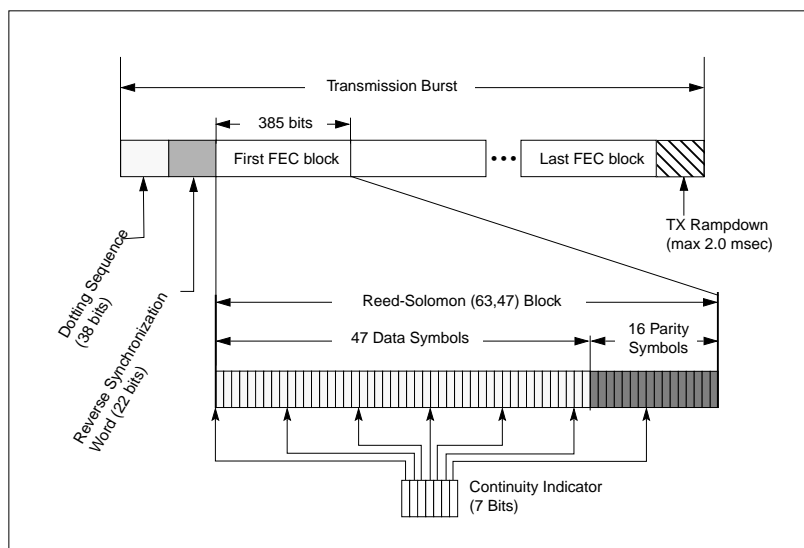 Transmission Burst
385 bits
First FEC block
Last FEC block
TX Rampdown
(max 2.0 msec)
Dotting Sequence
(38 bits)
Reverse Synchronization
Word (22 bits)
Reed-Solomon (63,47) Block
47 Data Symbols
16 Parity
Symbols
Continuity Indicator
(7 Bits)